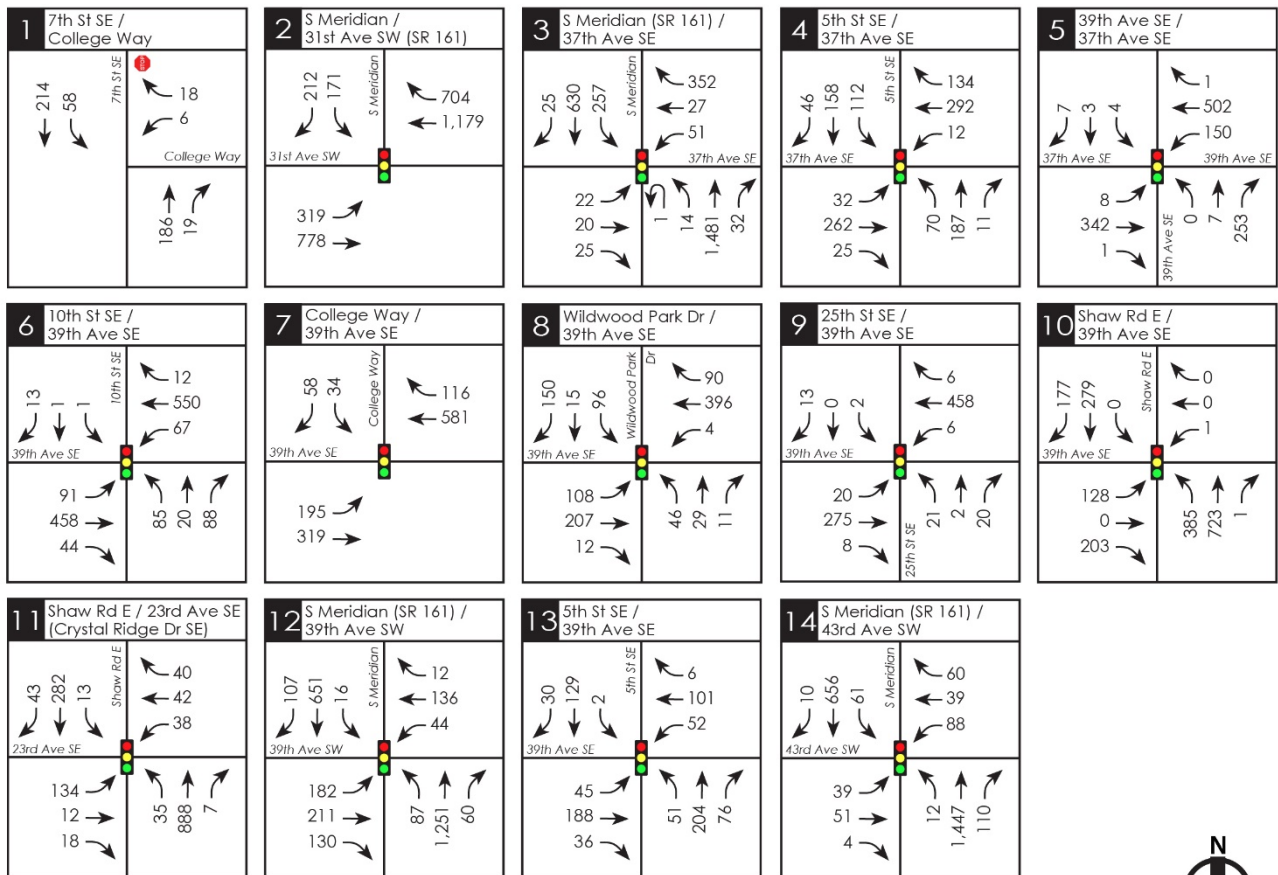 1 7th St SE /
College Way
7th St SE
STOP
214
58
18
6
College Way
186
19
2 S Meridian /
31st Ave SW (SR 161)
212
171
S Meridian
704
1,179
31st Ave SW
319
778
3 S Meridian (SR 161) /
37th Ave SE
25
630
257
S Meridian
352
27
51
37th Ave SE
22
20
25
1
14
1,481
32
4 5th St SE /
37th Ave SE
46
158
112
5th St SE
134
292
12
37th Ave SE
32
262
25
70
187
11
5 39th Ave SE /
37th Ave SE
7
3
4
1
502
150
37th Ave SE
39th Ave SE
8
342
1
39th Ave SE
0
7
253
6 10th St SE /
39th Ave SE
13
1
1
10th St SE
12
550
67
39th Ave SE
91
458
44
85
20
88
7 College Way /
39th Ave SE
58
34
College Way
116
581
39th Ave SE
195
319
8 Wildwood Park Dr /
39th Ave SE
150
15
96
Wildwood Park
Dr
90
396
4
39th Ave SE
108
207
12
46
29
11
9 25th St SE /
39th Ave SE
13
0
2
6
458
6
39th Ave SE
20
275
8
25th St SE
21
2
20
10 Shaw Rd E /
39th Ave SE
177
279
0
Shaw Rd E
0
0
1
39th Ave SE
128
0
203
385
723
1
11 Shaw Rd E / 23rd Ave SE
(Crystal Ridge Dr SE)
43
282
13
Shaw Rd E
40
42
38
23rd Ave SE
134
12
18
35
888
7
12 S Meridian (SR 161) /
39th Ave SW
107
651
16
S Meridian
12
136
44
39th Ave SW
182
211
130
87
1,251
60
13 5th St SE /
39th Ave SE
30
129
2
5th St SE
6
101
52
39th Ave SE
45
188
36
51
204
76
14 S Meridian (SR 161) /
43rd Ave SW
10
656
61
S Meridian
60
39
88
43rd Ave SW
39
51
4
12
1,447
110
N